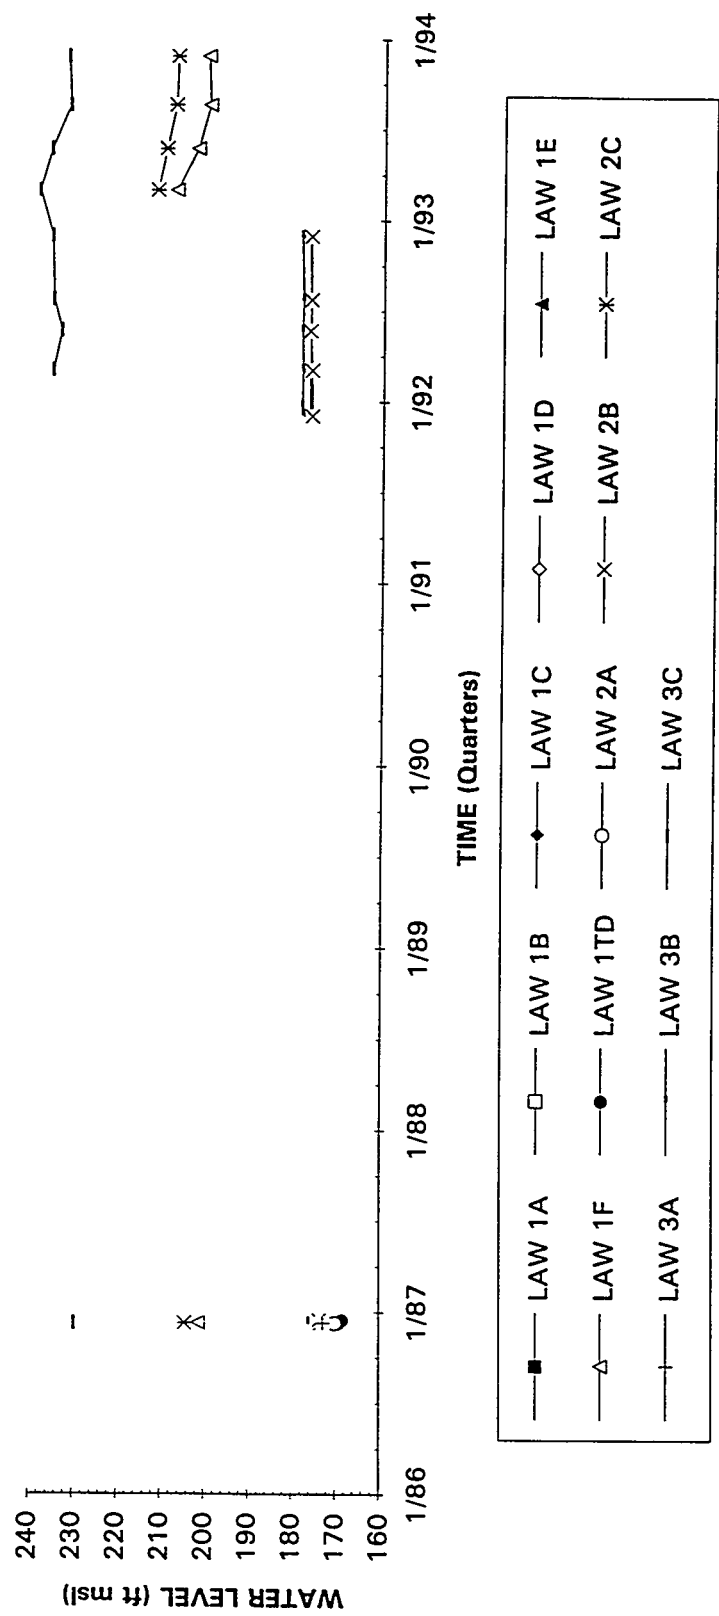 WATER LEVEL (ft msl)
240
230
220
210
200
190
180
170
160
1/86 1/87 1/88 1/89 1/90 1/91 1/92 1/93 1/94
TIME (Quarters)
LAW 1A LAW 1B LAW 1C LAW 1D LAW 1E
LAW 1F LAW 1TD LAW 2A LAW 2B LAW 2C
LAW 3A LAW 3B LAW 3C